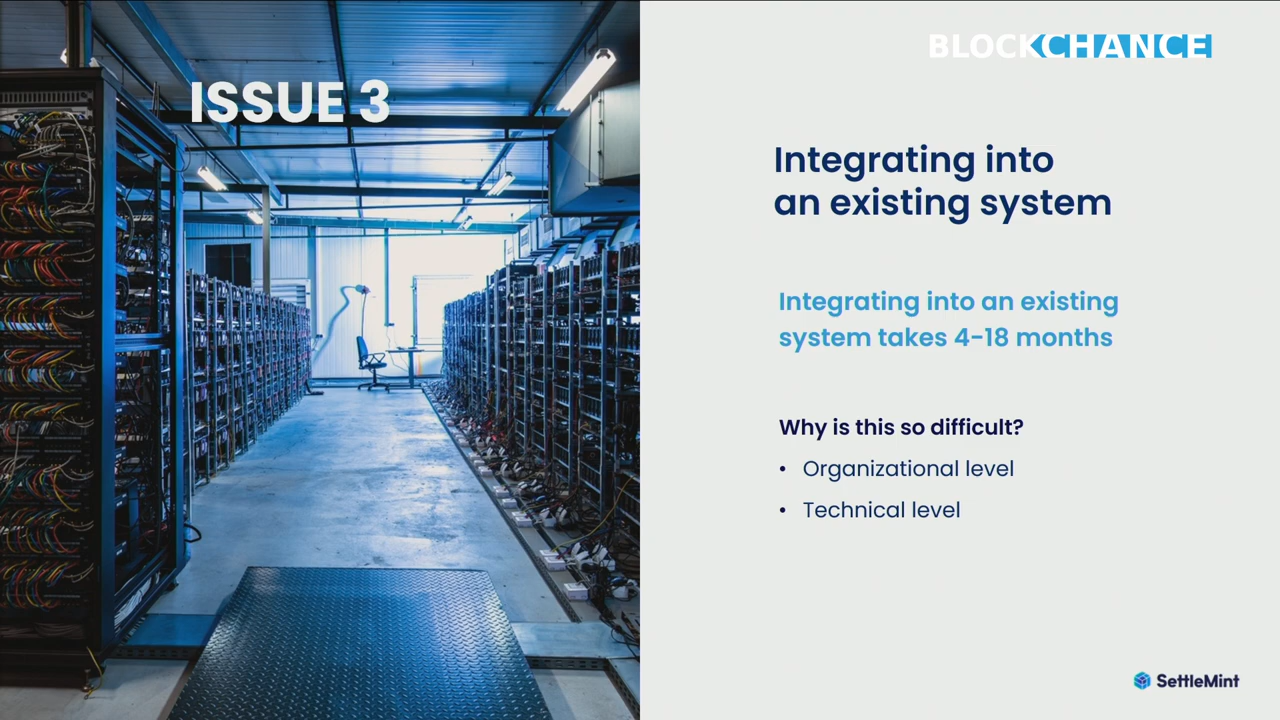 ISSUE 3
BLOCKCHANCE
Integrating into
an existing system
Integrating into an existing
system takes 4-18 months
Why is this so difficult?
• Organizational level
• Technical level
SettleMint